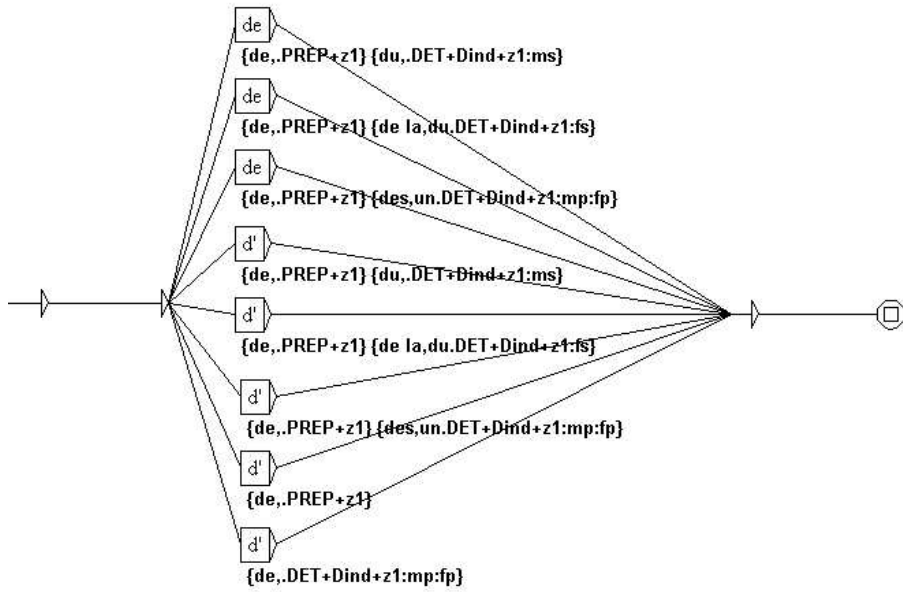 de
{de,.PREP+z1} {du,.DET+Dind+z1:ms}
de
{de,.PREP+z1} {de la,du.DET+Dind+z1:fs}
de
{de,.PREP+z1} {des,un.DET+Dind+z1:mp:fp}
d'
{de,.PREP+z1} {du,.DET+Dind+z1:ms}
d'
{de,.PREP+z1} {de la,du.DET+Dind+z1:fs}
d'
{de,.PREP+z1} {des,un.DET+Dind+z1:mp:fp}
d'
{de,.PREP+z1}
d'
{de,.DET+Dind+z1:mp:fp}